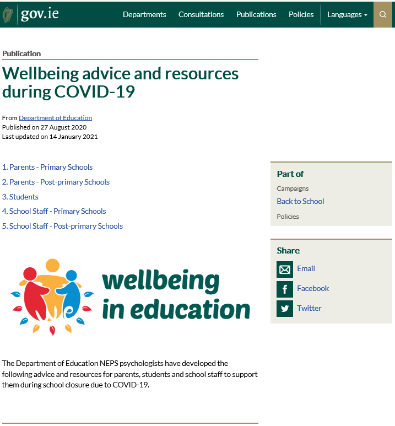 gov.ie
Departments Consultations Publications Policies Languages
Publication
Wellbeing advice and resources
during COVID-19
From Department of Education
Published on 27 August 2020
Last updated on 14 January 2021
1. Parents - Primary Schools
2. Parents - Post-primary Schools
3. Students
4. School Staff - Primary Schools
5. School Staff - Post-primary Schools
wellbeing
in education
The Department of Education NEPS psychologists have developed the
following advice and resources for parents, students and school staff to support
them during school closure due to COVID-19.
Part of
Campaigns
Back to School
Policies
Share
Email
Facebook
Twitter